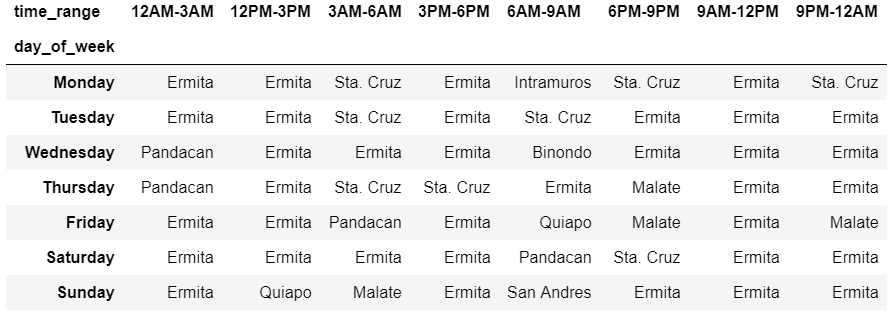 time_range 12AM-3AM 12PM-3PM 3AM-6AM 3PM-6PM 6AM-9AM 6PM-9PM 9AM-12PM 9PM-12AM
day_of_week
Monday Ermita Ermita Sta. Cruz Ermita Intramuros Sta. Cruz Ermita Sta. Cruz
Tuesday Ermita Ermita Sta. Cruz Ermita Sta. Cruz Ermita Ermita Ermita
Wednesday Pandacan Ermita Ermita Ermita Binondo Ermita Ermita Ermita
Thursday Pandacan Ermita Sta. Cruz Sta. Cruz Ermita Malate Ermita Ermita
Friday Ermita Ermita Pandacan Ermita Quiapo Malate Ermita Malate
Saturday Ermita Ermita Ermita Ermita Pandacan Sta. Cruz Ermita Ermita
Sunday Ermita Quiapo Malate Ermita San Andres Ermita Ermita Ermita